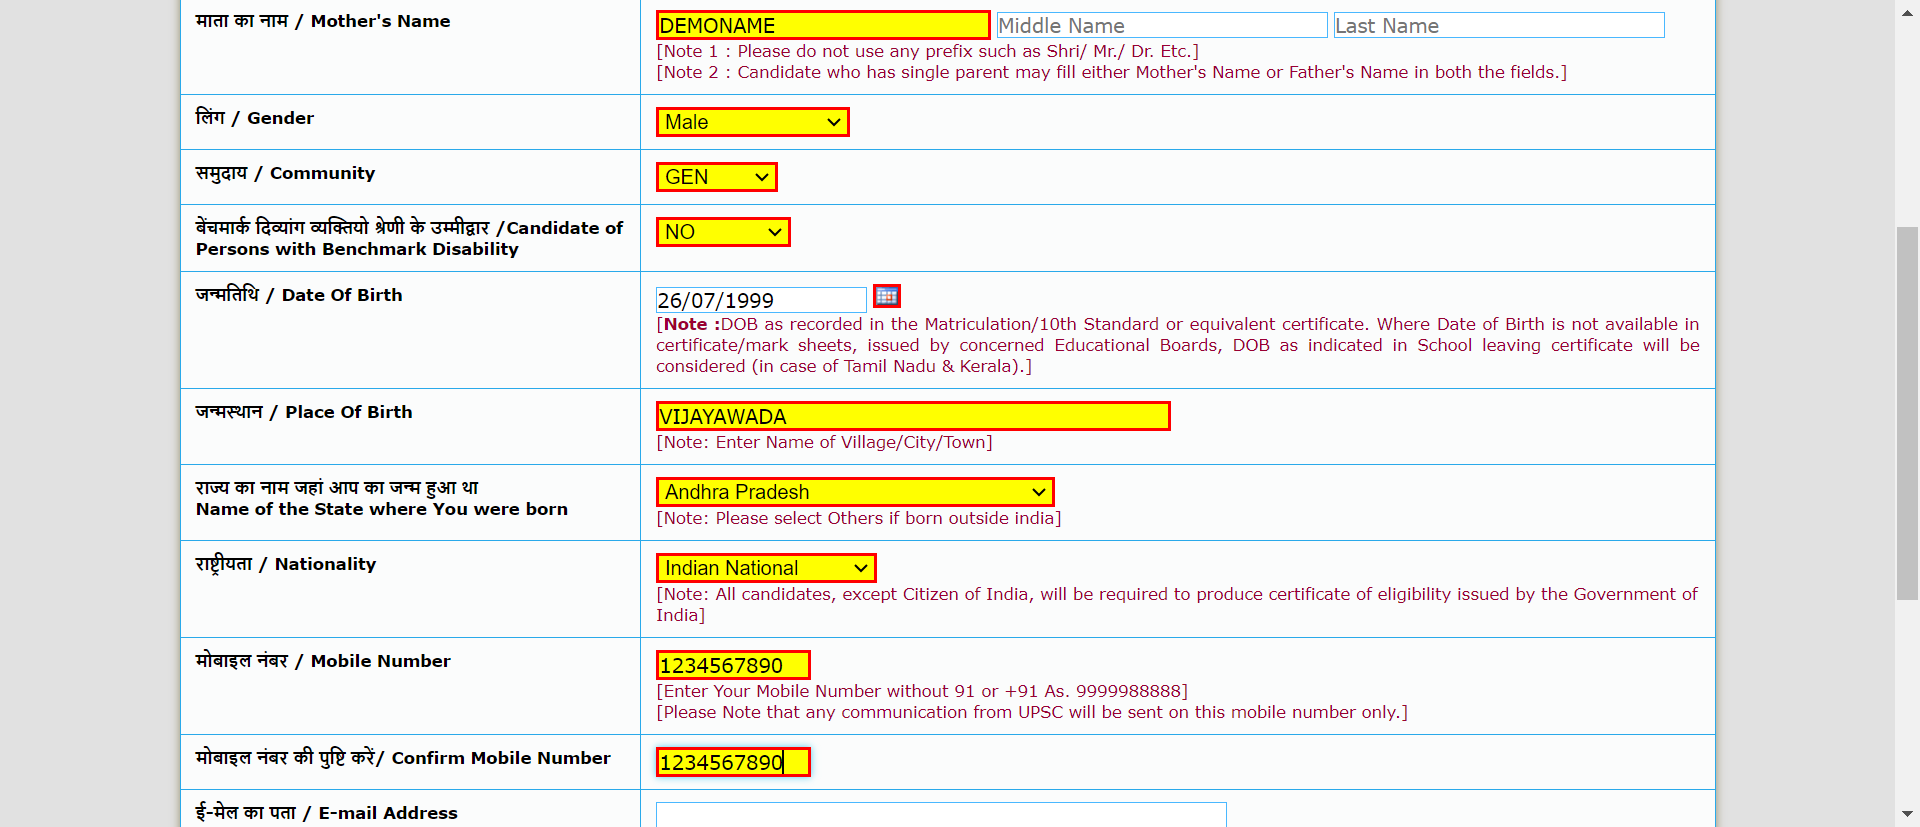 माता का नाम / Mother's Name
DEMONAME Middle Name Last Name
[Note 1 : Please do not use any prefix such as Shri/ Mr./ Dr. Etc.]
[Note 2 : Candidate who has single parent may fill either Mother's Name or Father's Name in both the fields.]
लिंग / Gender
Male
समुदाय / Community
GEN
बेंचमार्क दिव्यांग व्यक्तियो श्रेणी के उम्मीद्वार /Candidate of
Persons with Benchmark Disability
NO
जन्मतिथि / Date Of Birth
26/07/1999
[Note :DOB as recorded in the Matriculation/10th Standard or equivalent certificate. Where Date of Birth is not available in
certificate/mark sheets, issued by concerned Educational Boards, DOB as indicated in School leaving certificate will be
considered (in case of Tamil Nadu & Kerala).]
जन्मस्थान / Place Of Birth
VIJAYAWADA
[Note: Enter Name of Village/City/Town]
राज्य का नाम जहां आप का जन्म हुआ था
Name of the State where You were born
Andhra Pradesh
[Note: Please select Others if born outside india]
राष्ट्रीयता / Nationality
Indian National
[Note: All candidates, except Citizen of India, will be required to produce certificate of eligibility issued by the Government of
India]
मोबाइल नंबर / Mobile Number
1234567890
[Enter Your Mobile Number without 91 or +91 As. 9999988888]
[Please Note that any communication from UPSC will be sent on this mobile number only.]
मोबाइल नंबर की पुष्टि करें/ Confirm Mobile Number
1234567890
ई-मेल का पता / E-mail Address